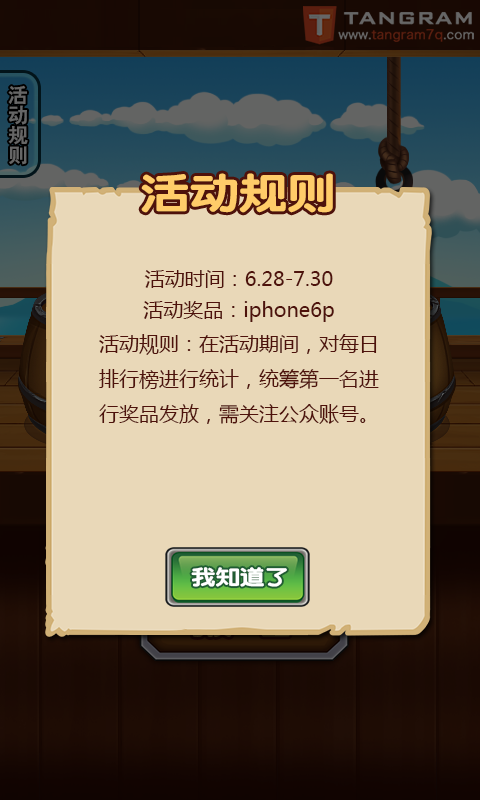 TANGRAM
www.tangram7q.com
活动规则
活动规则
活动时间：6.28-7.30
活动奖品：iphone6p
活动规则：在活动期间，对每日
排行榜进行统计，统筹第一名进
行奖品发放，需关注公众账号。
我知道了